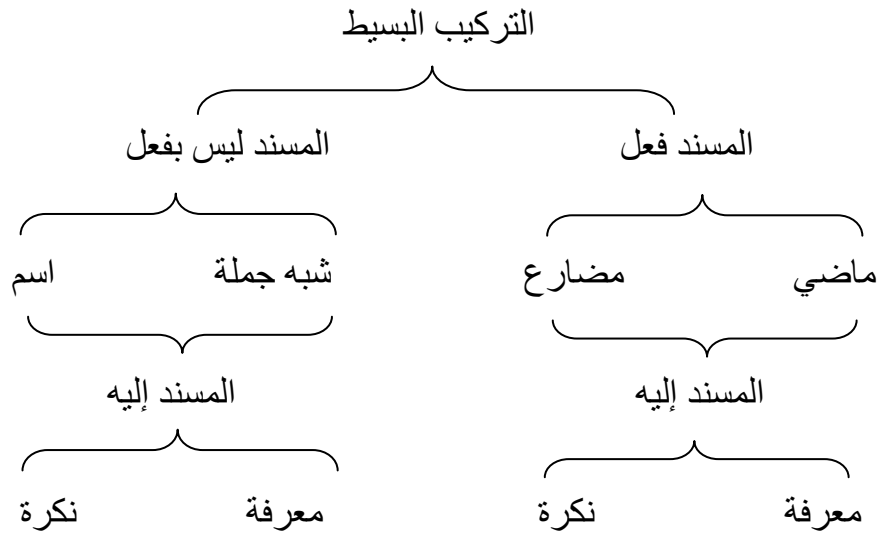 التركيب البسيط
المسند فعل المسند ليس بفعل
ماضي مضارع شبه جملة اسم
المسند إليه المسند إليه
معرفة نكرة معرفة نكرة